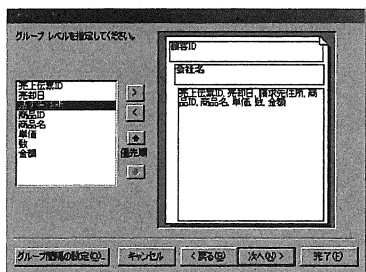 グループ レベルを指定してください。
顧客ID
会社名
売上伝票ID
売却日
商品ID
商品名
単価
数
金額
>
<
優先順
売上伝票ID, 売却日, 請求先住所, 商
品ID, 商品名, 単価, 数, 金額
グループ間隔の設定(O)...
キャンセル
< 戻る(B)
次へ(N) >
完了(F)